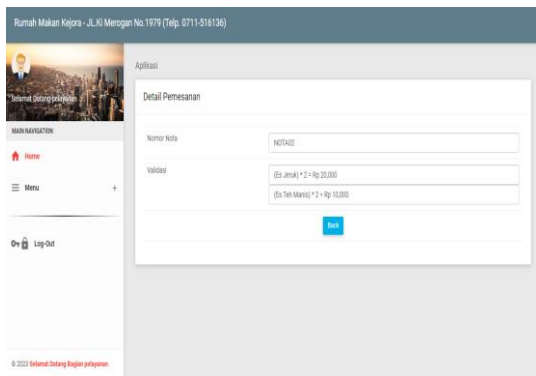 Rumah Makan Kejora - JL.Ki Merogan No.1979 (Telp. 0711-516136)
Selamat Datang pelayanan
MAIN NAVIGATION
Home
Menu +
Log-Out
© 2023 Selamat Datang Bagian pelayanan
Aplikasi
Detail Pemesanan
Nomor Nota
NOTA02
Validasi
(Es Jeruk) * 2 = Rp 20,000
(Es Teh Manis) * 2 = Rp 10,000
Back